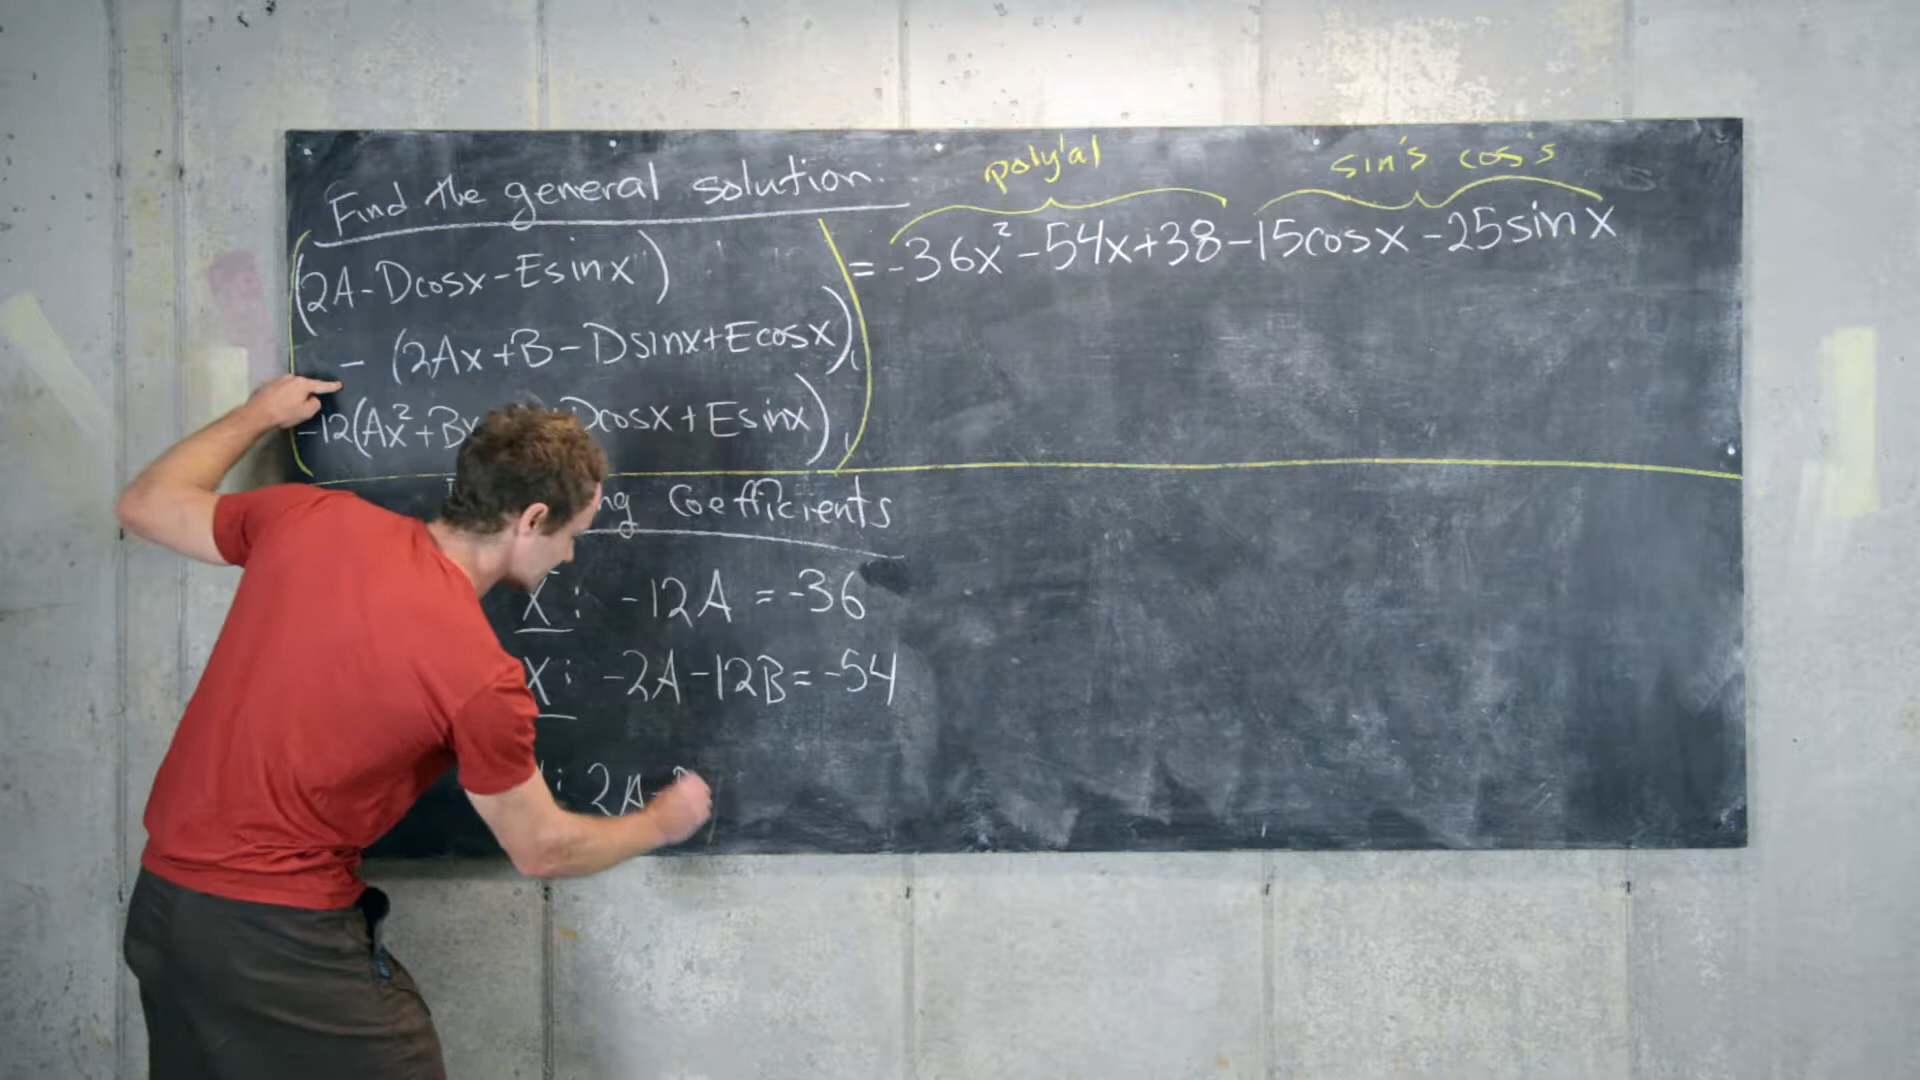 Find the general solution.
poly'al
sin's cos's
(2A-Dcosx-Esinx)
= -36x² -54x+38-15cosx -25sinx
- (2Ax+B-Dsinx+Ecosx)
-12(Ax²+Bx Dcosx+Esinx)
Coefficients
X: -12A = -36
X: -2A-12B=-54
: 2A-